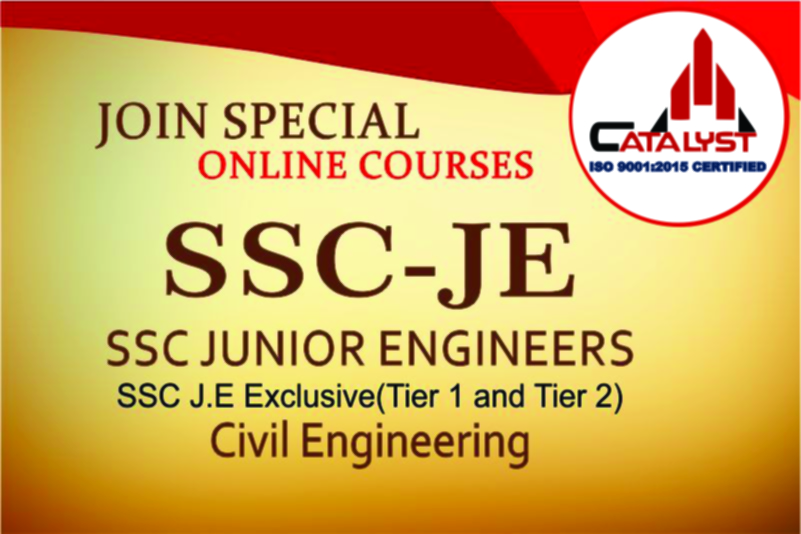 JOIN SPECIAL
ONLINE COURSES
CATALYST
ISO 9001:2015 CERTIFIED
SSC-JE
SSC JUNIOR ENGINEERS
SSC J.E Exclusive(Tier 1 and Tier 2)
Civil Engineering